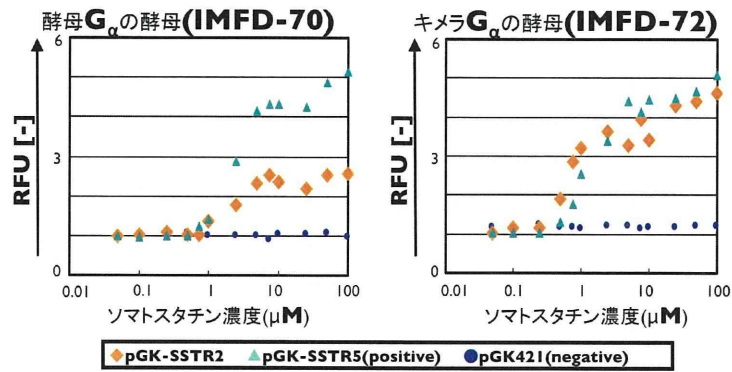 酵母Gαの酵母(IMFD-70)
RFU [-]
6
3
0
0.01 0.1 1 10 100
ソマトスタチン濃度(μM)
キメラGαの酵母(IMFD-72)
RFU [-]
6
3
0
0.01 0.1 1 10 100
ソマトスタチン濃度(μM)
pGK-SSTR2 pGK-SSTR5(positive) pGK421(negative)